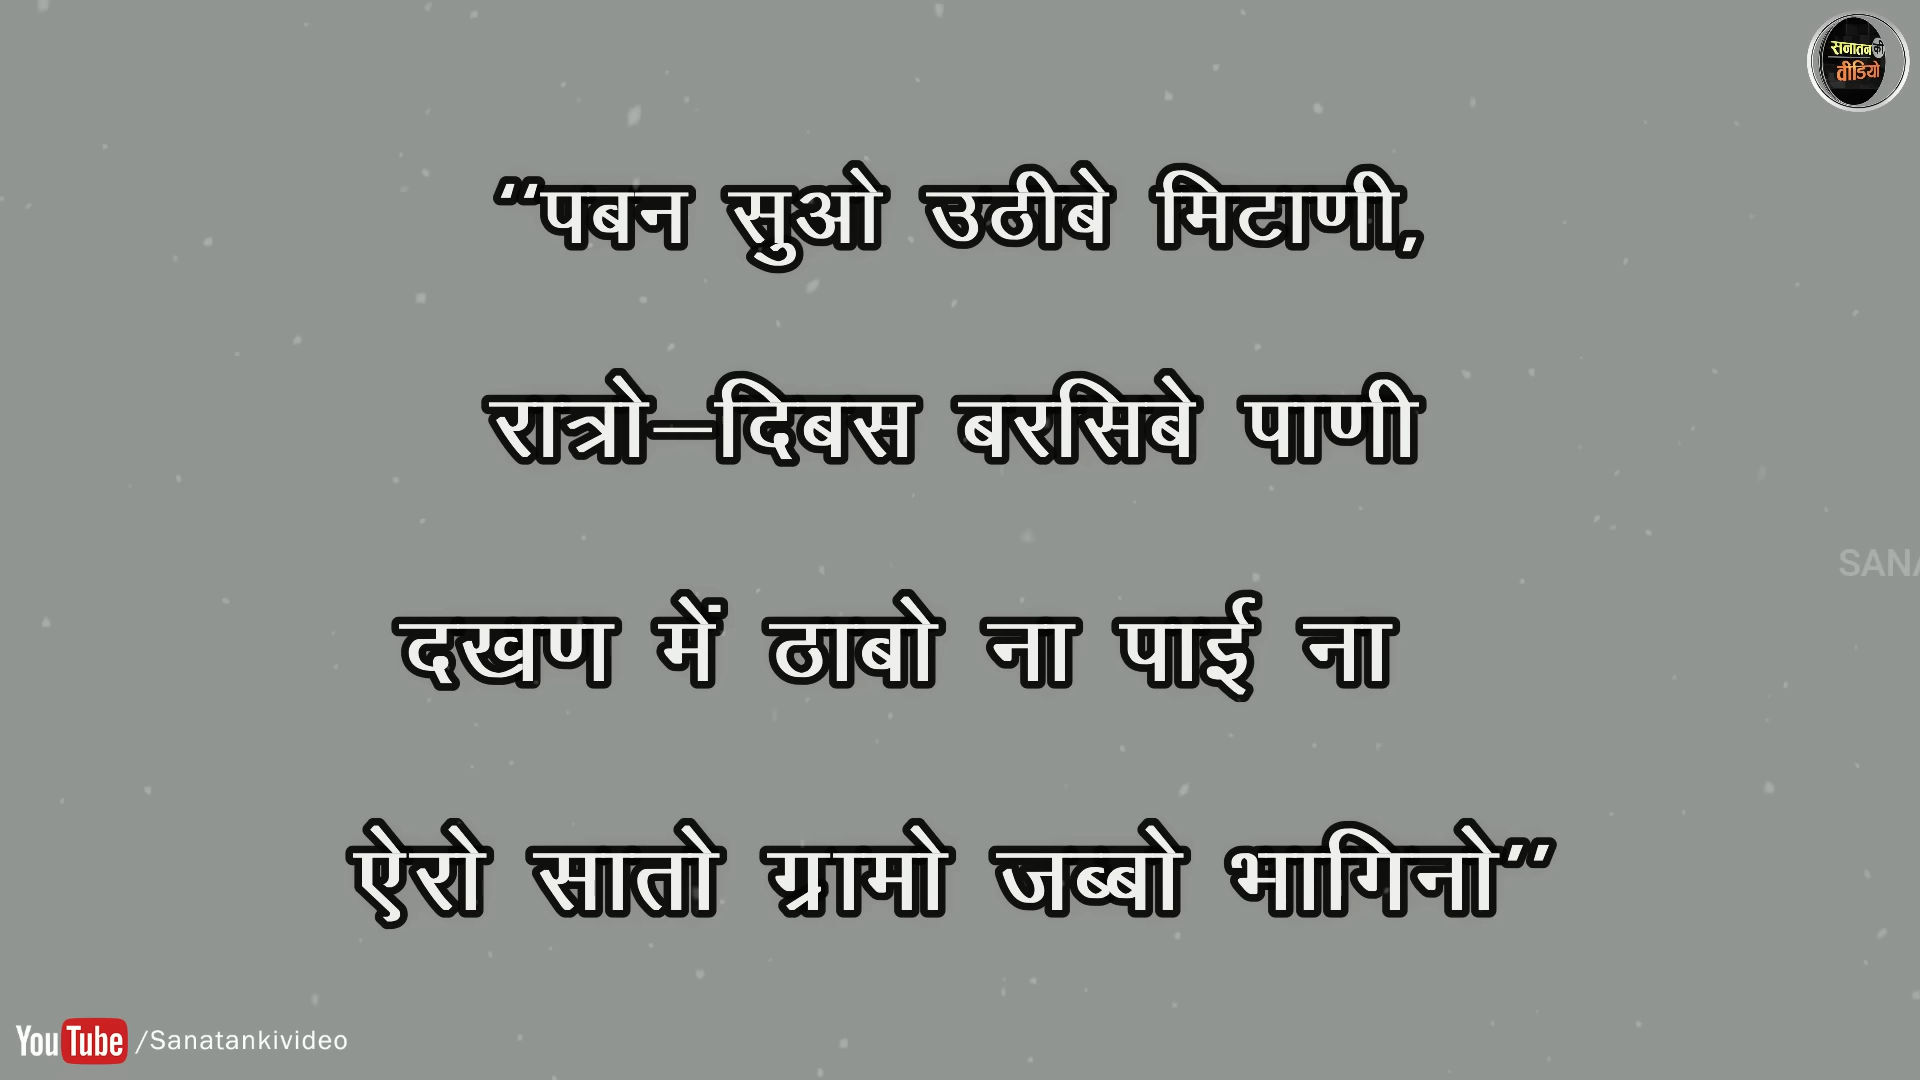 सनातन की
वीडियो
"पबन सुओ उठीबे मिटाणी,
रात्रो–दिबस बरसिबे पाणी
SANA
दखण में ठाबो ना पाई ना
ऐरो सातो ग्रामो जब्बो भागिनो"
YouTube /Sanatankivideo